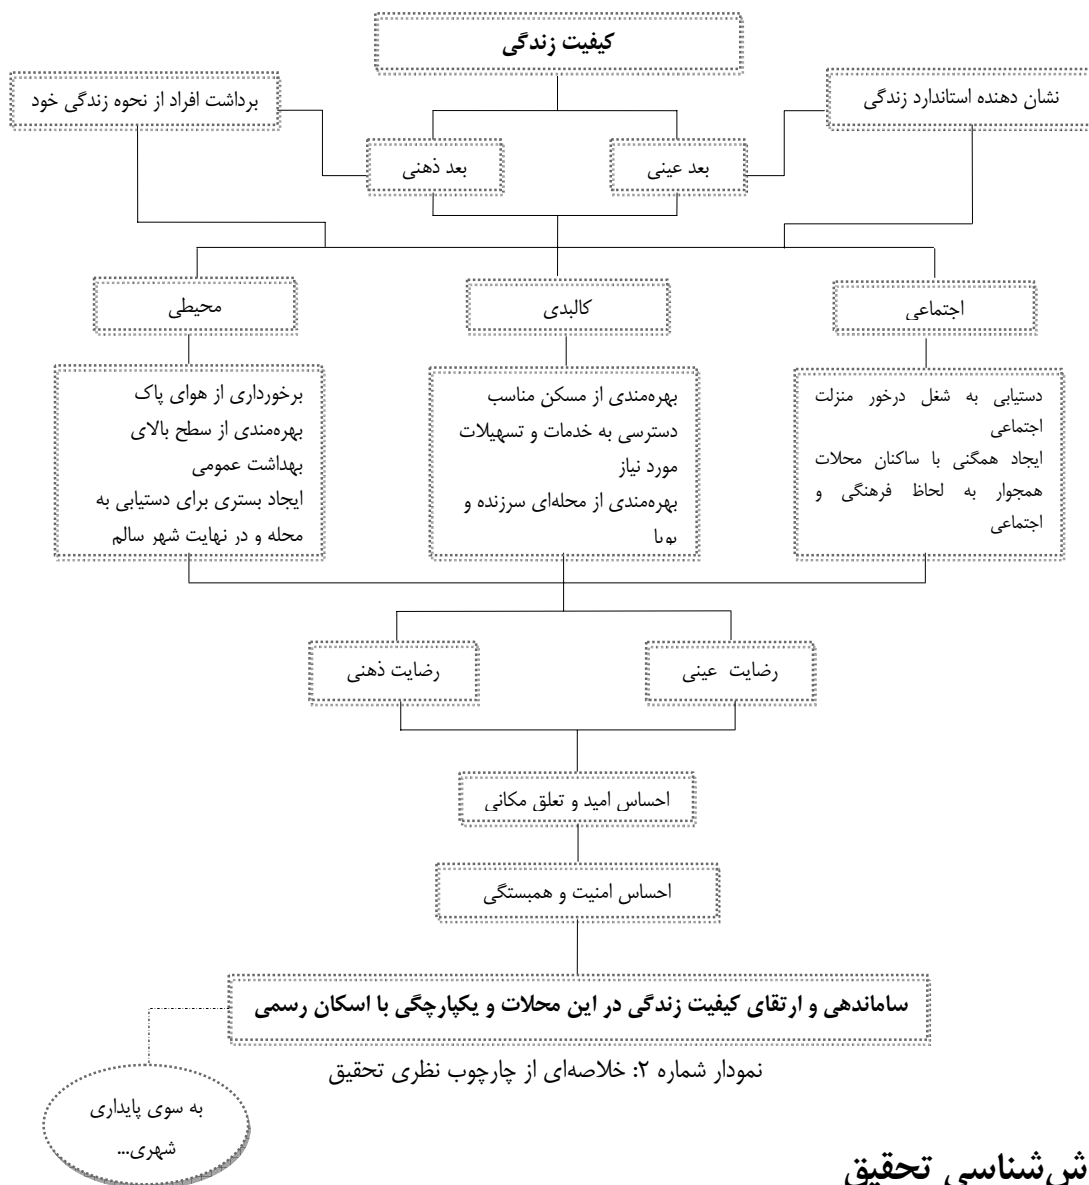 کیفیت زندگی
نشان دهنده استاندارد زندگی
برداشت افراد از نحوه زندگی خود
بعد عینی
بعد ذهنی
اجتماعی
کالبدی
محیطی
دستیابی به شغل درخور منزلت
اجتماعی
ایجاد همگنی با ساکنان محلات
همجوار به لحاظ فرهنگی و
اجتماعی
بهره‌مندی از مسکن مناسب
دسترسی به خدمات و تسهیلات
مورد نیاز
بهره‌مندی از محله‌ای سرزنده و
پویا
برخورداری از هوای پاک
بهره‌مندی از سطح بالای
بهداشت عمومی
ایجاد بستری برای دستیابی به
محله و در نهایت شهر سالم
رضایت عینی
رضایت ذهنی
احساس امید و تعلق مکانی
احساس امنیت و همبستگی
ساماندهی و ارتقای کیفیت زندگی در این محلات و یکپارچگی با اسکان رسمی
نمودار شماره ۲: خلاصه‌ای از چارچوب نظری تحقیق
به سوی پایداری
شهری...
ش‌شناسی تحقیق